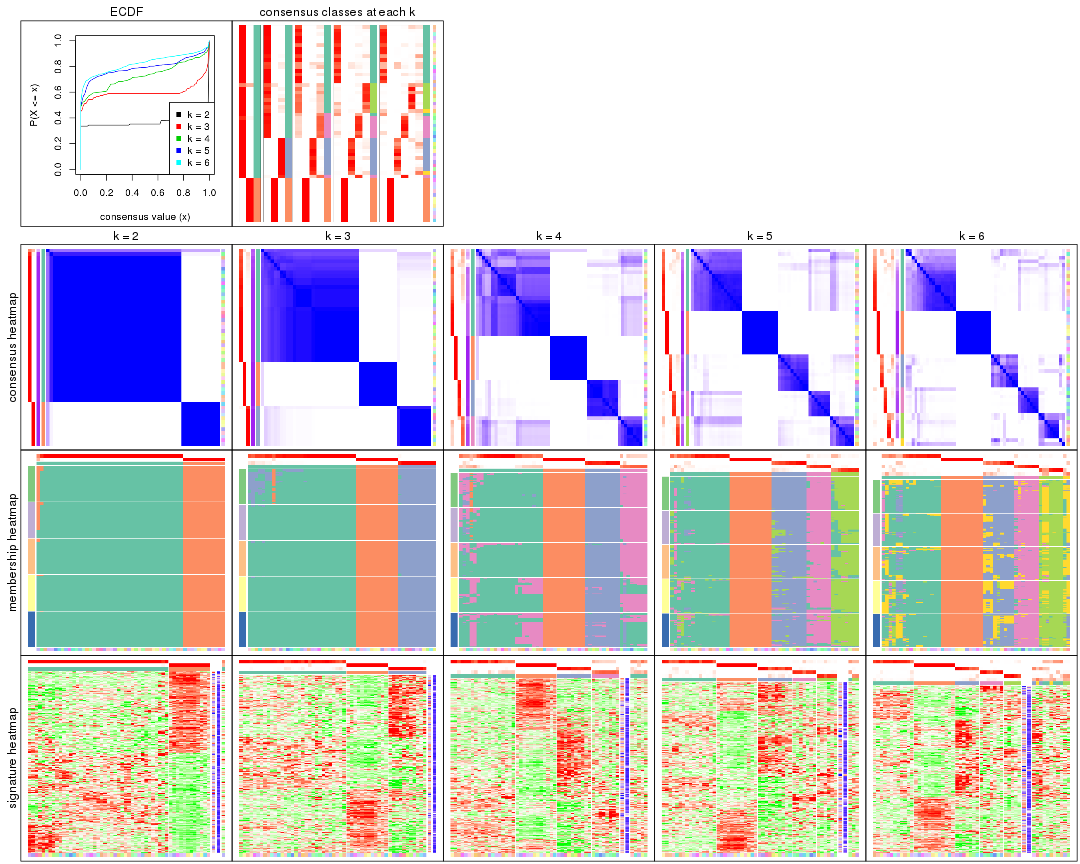 ECDF
consensus classes at each k
P(X <= x)
1.0
0.8
0.6
0.4
0.2
0.0
k = 2
k = 3
k = 4
k = 5
k = 6
0.0 0.2 0.4 0.6 0.8 1.0
consensus value (x)
k = 2 k = 3 k = 4 k = 5 k = 6
consensus heatmap
membership heatmap
signature heatmap